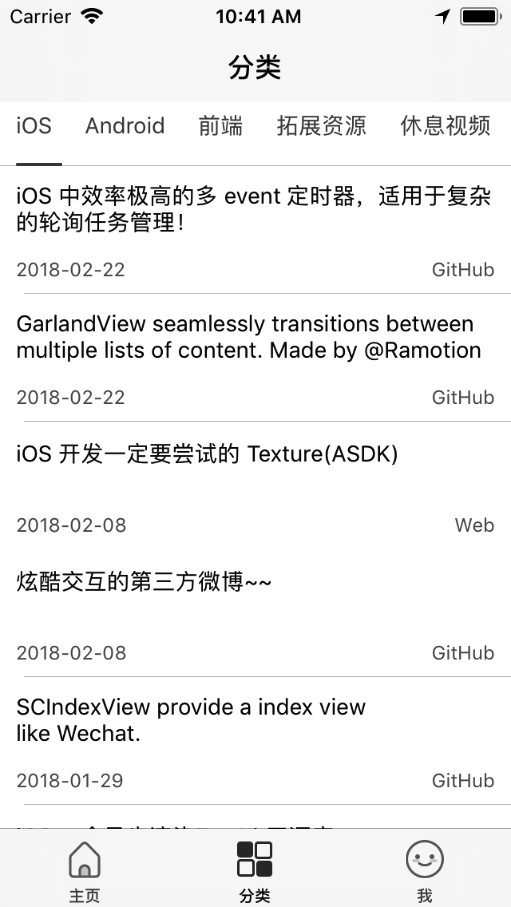 Carrier 10:41 AM
分类
iOS Android 前端 拓展资源 休息视频
iOS 中效率极高的多 event 定时器，适用于复杂
的轮询任务管理！
2018-02-22 GitHub
GarlandView seamlessly transitions between
multiple lists of content. Made by @Ramotion
2018-02-22 GitHub
iOS 开发一定要尝试的 Texture(ASDK)
2018-02-08 Web
炫酷交互的第三方微博~~
2018-02-08 GitHub
SCIndexView provide a index view
like Wechat.
2018-01-29 GitHub
主页 分类 我